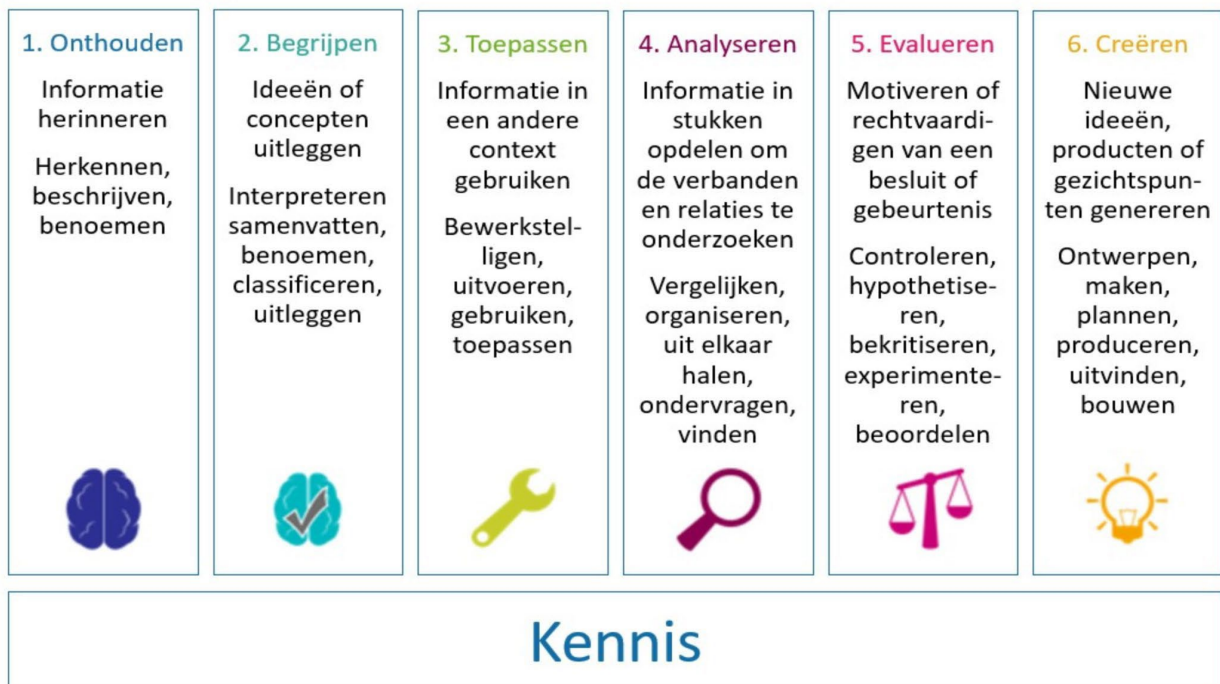 1. Onthouden
Informatie
herinneren
Herkennen,
beschrijven,
benoemen
2. Begrijpen
Ideeën of
concepten
uitleggen
Interpreteren
samenvatten,
benoemen,
classificeren,
uitleggen
3. Toepassen
Informatie in
een andere
context
gebruiken
Bewerkstel-
ligen,
uitvoeren,
gebruiken,
toepassen
4. Analyseren
Informatie in
stukken
opdelen om
de verbanden
en relaties te
onderzoeken
Vergelijken,
organiseren,
uit elkaar
halen,
ondervragen,
vinden
5. Evalueren
Motiveren of
rechtvaardi-
gen van een
besluit of
gebeurtenis
Controleren,
hypothetise-
ren,
bekritiseren,
experimente-
ren,
beoordelen
6. Creëren
Nieuwe
ideeën,
producten of
gezichtspun-
ten genereren
Ontwerpen,
maken,
plannen,
produceren,
uitvinden,
bouwen
Kennis